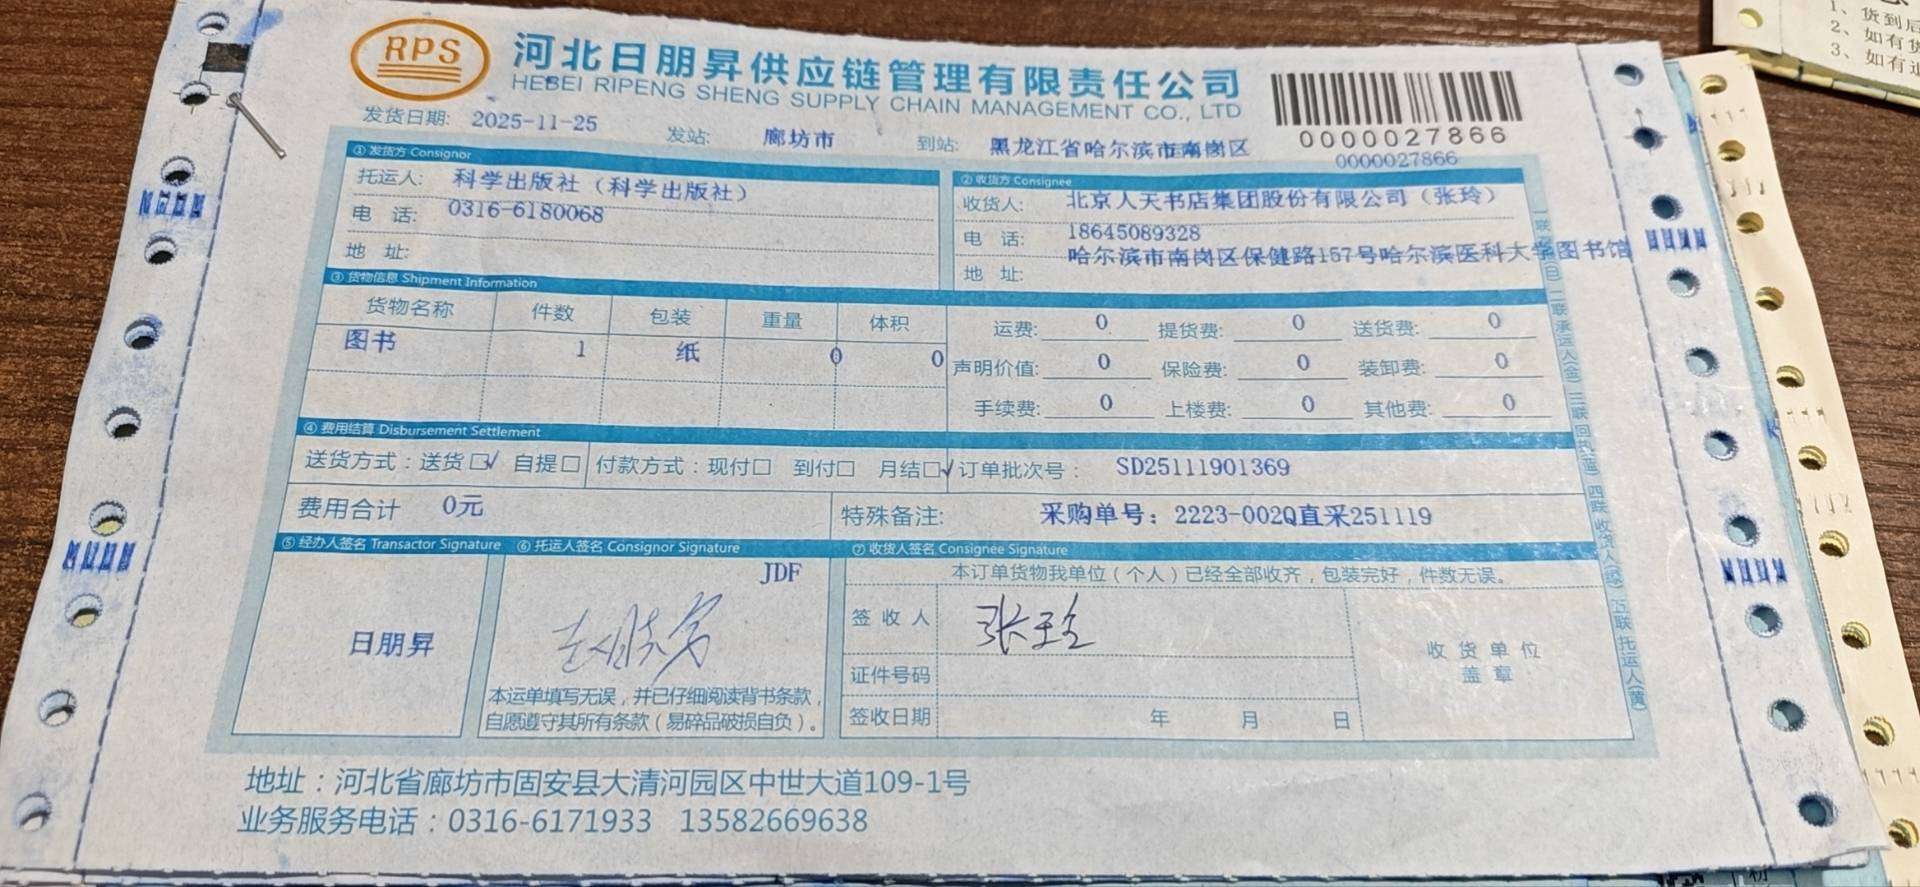 RPS
河北日朋昇供应链管理有限责任公司
HEBEI RIPENG SHENG SUPPLY CHAIN MANAGEMENT CO., LTD
0000027866
0000027866
发货日期: 2025-11-25 发站: 廊坊市 到站: 黑龙江省哈尔滨市南岗区
① 发货方 Consignor
托运人: 科学出版社（科学出版社）
电 话: 0316-6180068
地 址:
② 收货方 Consignee
收货人: 北京人天书店集团股份有限公司（张玲）
电 话: 18645089328
地 址: 哈尔滨市南岗区保健路157号哈尔滨医科大学图书馆
③ 货物信息 Shipment Information
货物名称 件数 包装 重量 体积
图书 1 纸 0 0
运费: 0 提货费: 0 送货费: 0
声明价值: 0 保险费: 0 装卸费: 0
手续费: 0 上楼费: 0 其他费: 0
④ 费用结算 Disbursement Settlement
送货方式：送货□√ 自提□ 付款方式：现付□ 到付□ 月结□√ 订单批次号： SD25111901369
费用合计 0元 特殊备注: 采购单号：2223-002Q直采251119
⑤ 经办人签名 Transactor Signature ⑥ 托运人签名 Consignor Signature ⑦ 收货人签名 Consignee Signature
日朋昇
JDF
本运单填写无误，并已仔细阅读背书条款，
自愿遵守其所有条款（易碎品破损自负）。
本订单货物我单位（个人）已经全部收齐，包装完好，件数无误。
签 收 人 张玲
证件号码
签收日期 年 月 日
收 货 单 位
盖 章
地址：河北省廊坊市固安县大清河园区中世大道109-1号
业务服务电话：0316-6171933 13582669638
1、货到后
2、如有货
3、如有